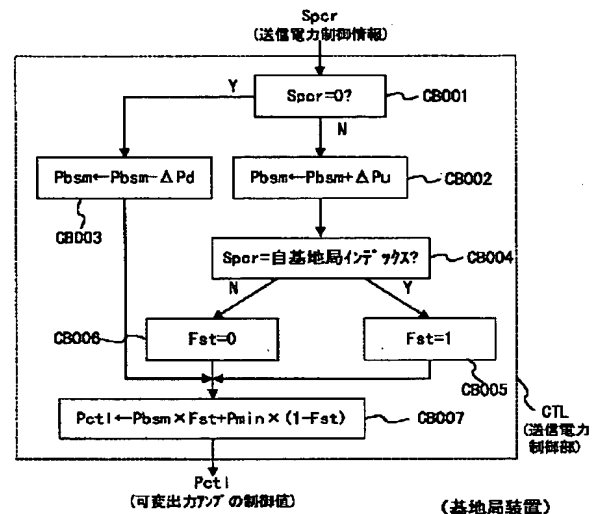 Spcr
(送信電力制御情報)
Spcr=0?
CB001
Y
N
Pbsm←Pbsm-ΔPd
CB003
Pbsm←Pbsm+ΔPu
CB002
Spcr=自基地局ｲﾝﾃﾞｯｸｽ?
CB004
N
Y
CB006
Fst=0
Fst=1
CB005
Pctl←Pbsm×Fst+Pmin×(1-Fst)
CB007
CTL
(送信電力
制御部)
Pctl
(可変出力ｱﾝﾌﾟの制御値)
(基地局装置)